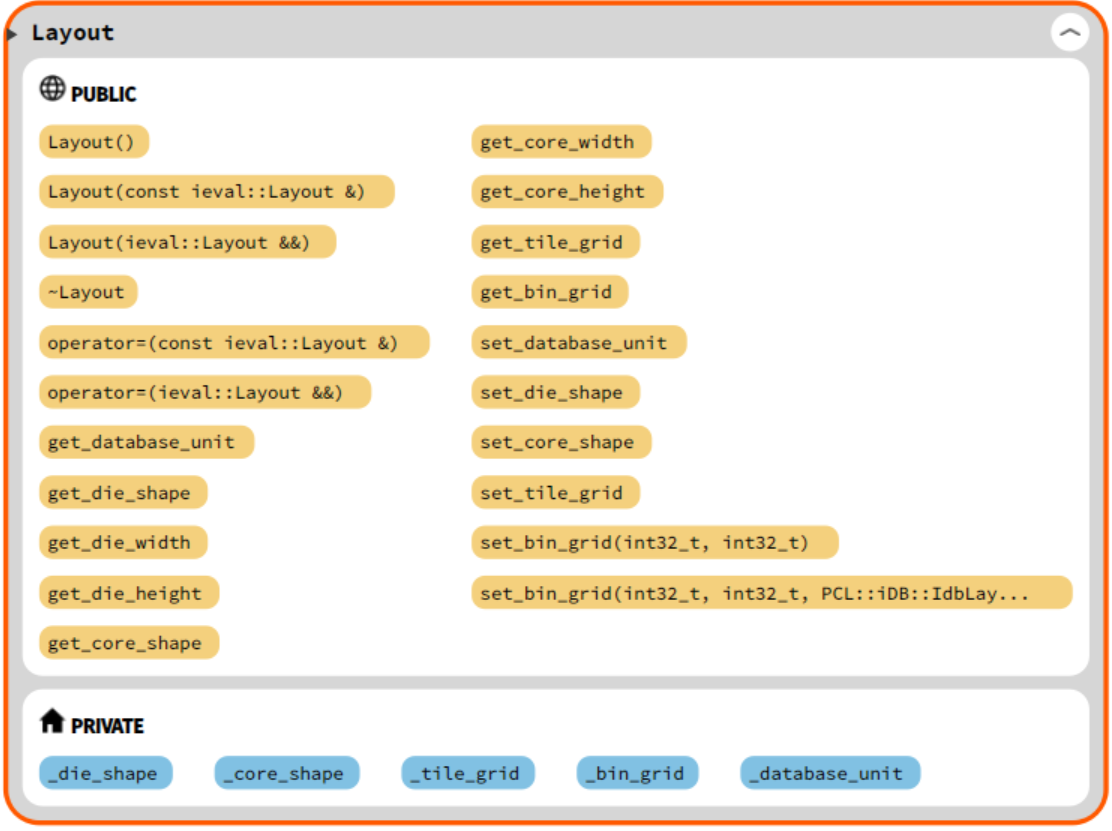 Layout
PUBLIC
Layout()
Layout(const ieval::Layout &)
Layout(ieval::Layout &&)
~Layout
operator=(const ieval::Layout &)
operator=(ieval::Layout &&)
get_database_unit
get_die_shape
get_die_width
get_die_height
get_core_shape
get_core_width
get_core_height
get_tile_grid
get_bin_grid
set_database_unit
set_die_shape
set_core_shape
set_tile_grid
set_bin_grid(int32_t, int32_t)
set_bin_grid(int32_t, int32_t, PCL::iDB::IdbLay...
PRIVATE
_die_shape
_core_shape
_tile_grid
_bin_grid
_database_unit